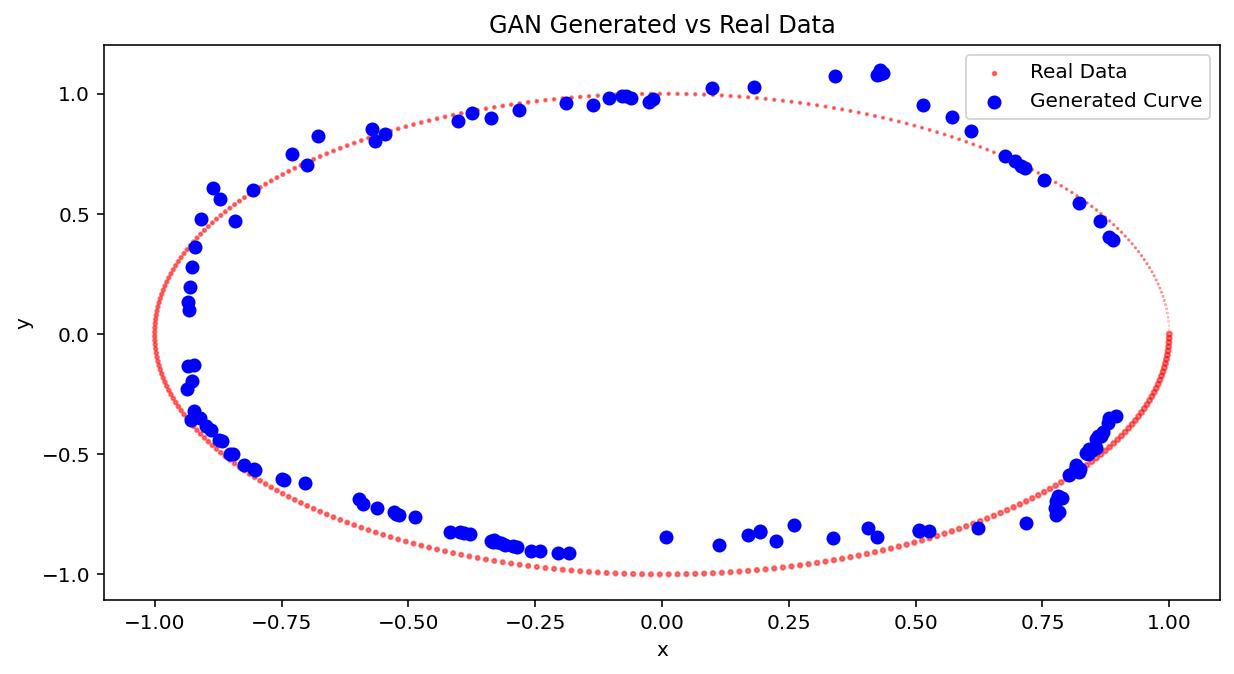 GAN Generated vs Real Data
Real Data
Generated Curve
y
1.0
0.5
0.0
−0.5
−1.0
−1.00 −0.75 −0.50 −0.25 0.00 0.25 0.50 0.75 1.00
x